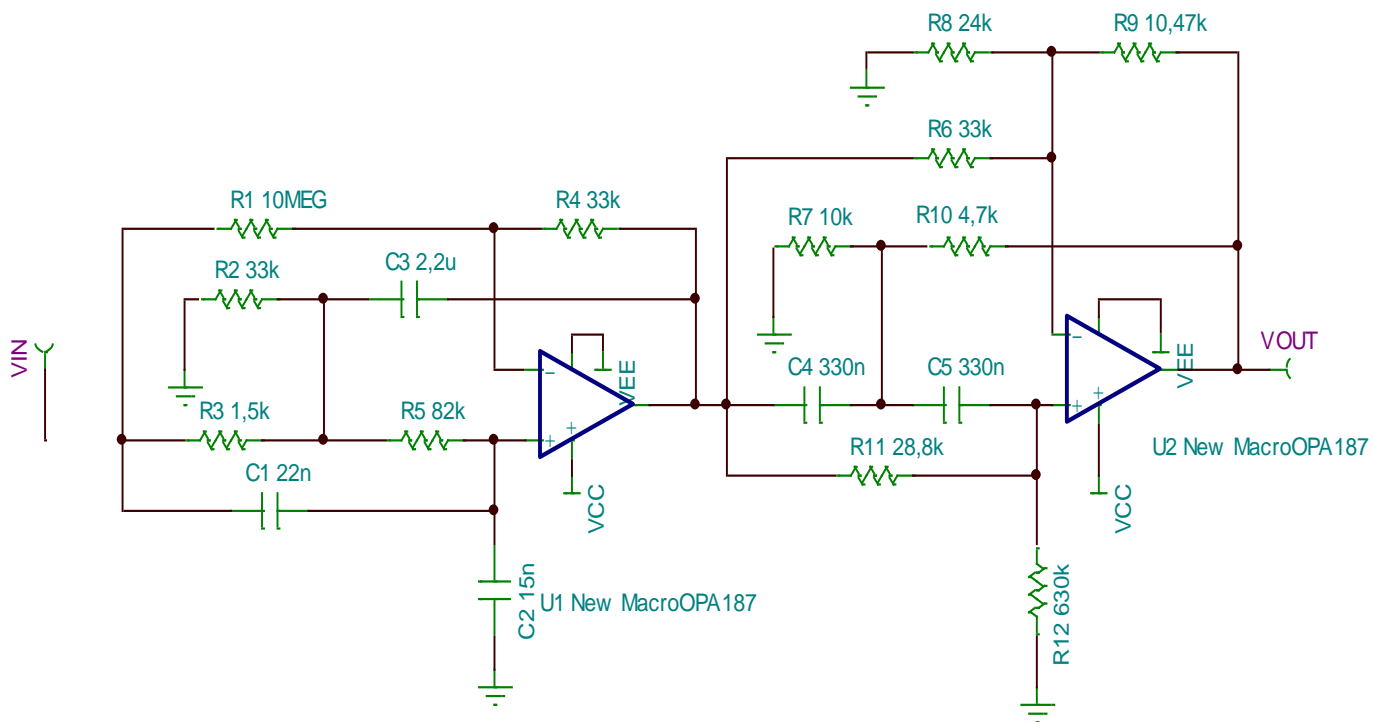 R8 24k
R9 10,47k
R6 33k
R1 10MEG
R4 33k
R7 10k
R10 4,7k
R2 33k
C3 2,2u
VIN
VEE
VEE
VOUT
C4 330n
C5 330n
R3 1,5k
R5 82k
R11 28,8k
U2 New MacroOPA187
C1 22n
VCC
VCC
C2 15n
U1 New MacroOPA187
R12 630k